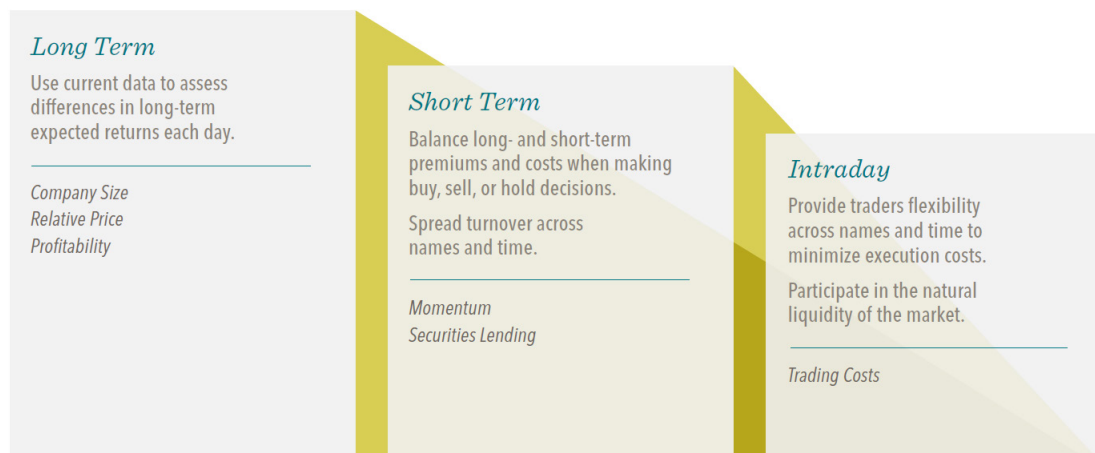 Long Term
Use current data to assess
differences in long-term
expected returns each day.
Company Size
Relative Price
Profitability
Short Term
Balance long- and short-term
premiums and costs when making
buy, sell, or hold decisions.
Spread turnover across
names and time.
Momentum
Securities Lending
Intraday
Provide traders flexibility
across names and time to
minimize execution costs.
Participate in the natural
liquidity of the market.
Trading Costs